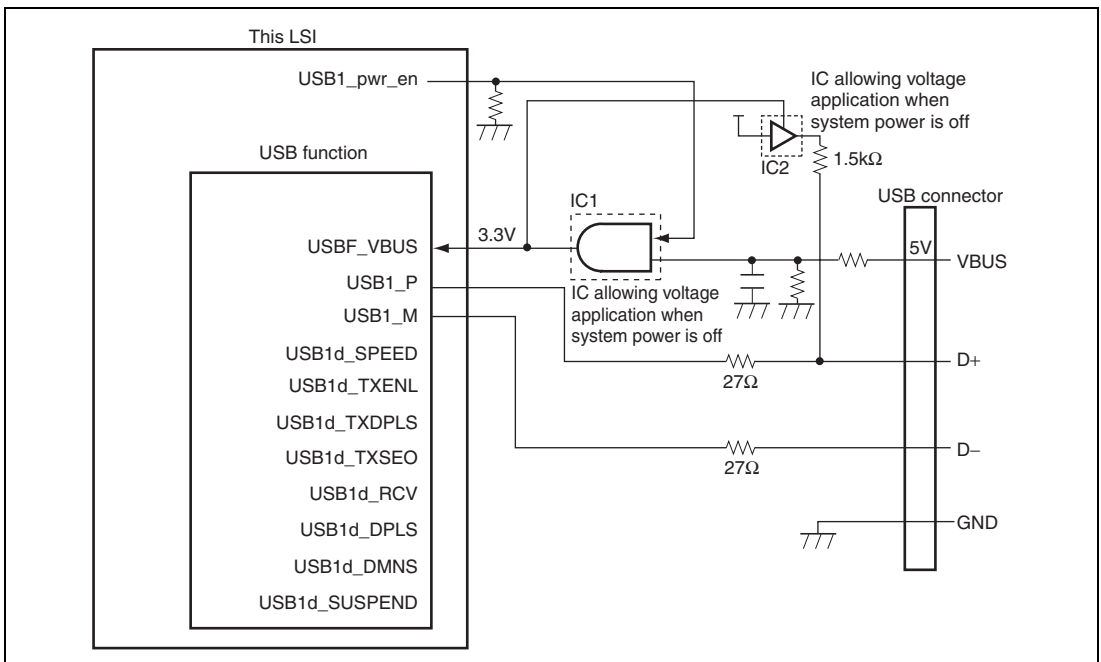 This LSI
USB1_pwr_en
IC allowing voltage
application when
system power is off
IC2
1.5kΩ
USB function
USB connector
IC1
USBF_VBUS
3.3V
5V
VBUS
USB1_P
IC allowing voltage
application when
system power is off
USB1_M
USB1d_SPEED
27Ω
D+
USB1d_TXENL
USB1d_TXDPLS
USB1d_TXSEO
27Ω
D−
USB1d_RCV
USB1d_DPLS
GND
USB1d_DMNS
USB1d_SUSPEND